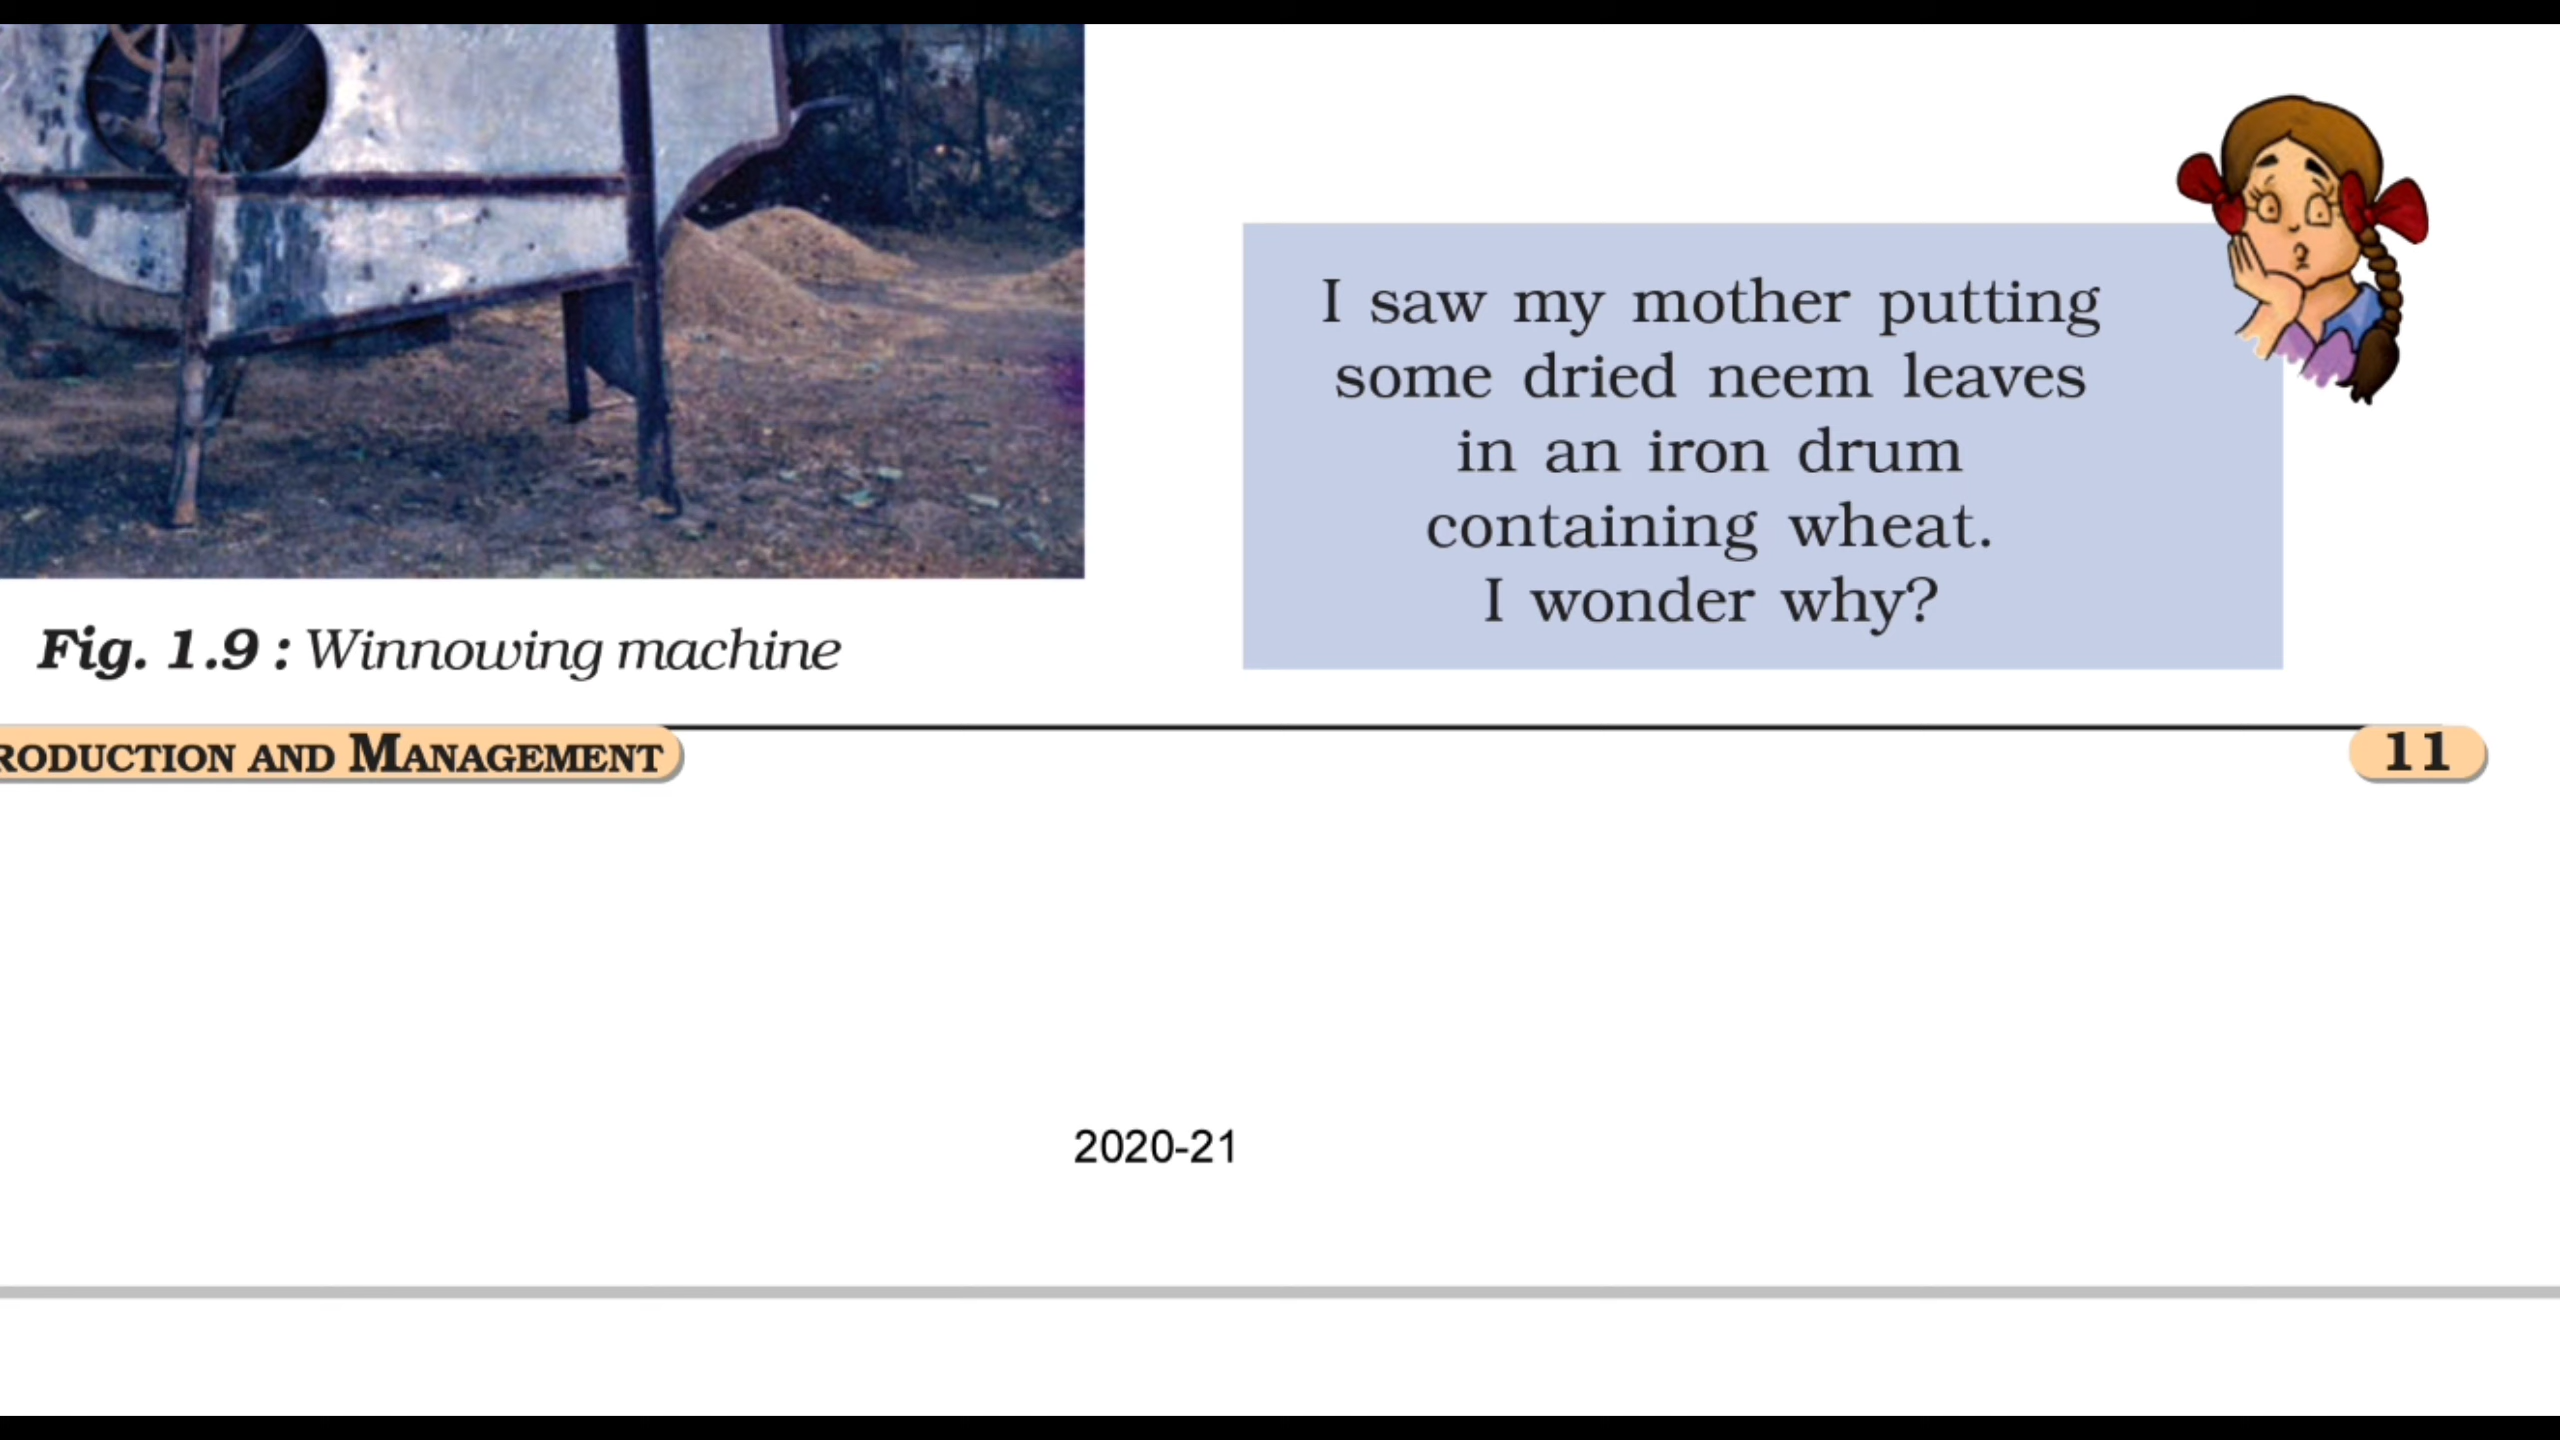 I saw my mother putting
some dried neem leaves
in an iron drum
containing wheat.
I wonder why?
Fig. 1.9 : Winnowing machine
RODUCTION AND MANAGEMENT
11
2020-21